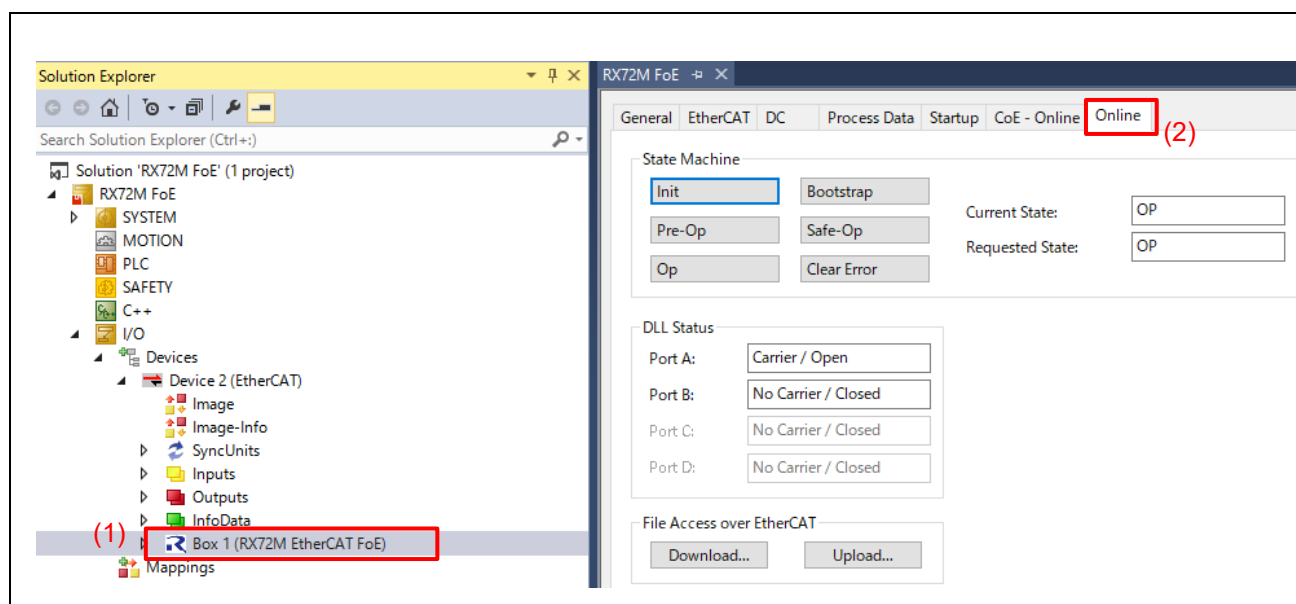 Solution Explorer
Search Solution Explorer (Ctrl+:)
Solution 'RX72M FoE' (1 project)
RX72M FoE
SYSTEM
MOTION
PLC
SAFETY
C++
I/O
Devices
Device 2 (EtherCAT)
Image
Image-Info
SyncUnits
Inputs
Outputs
InfoData
(1)
Box 1 (RX72M EtherCAT FoE)
Mappings
RX72M FoE
General EtherCAT DC Process Data Startup CoE - Online Online
(2)
State Machine
Init Bootstrap
Pre-Op Safe-Op
Op Clear Error
Current State: OP
Requested State: OP
DLL Status
Port A: Carrier / Open
Port B: No Carrier / Closed
Port C: No Carrier / Closed
Port D: No Carrier / Closed
File Access over EtherCAT
Download... Upload...